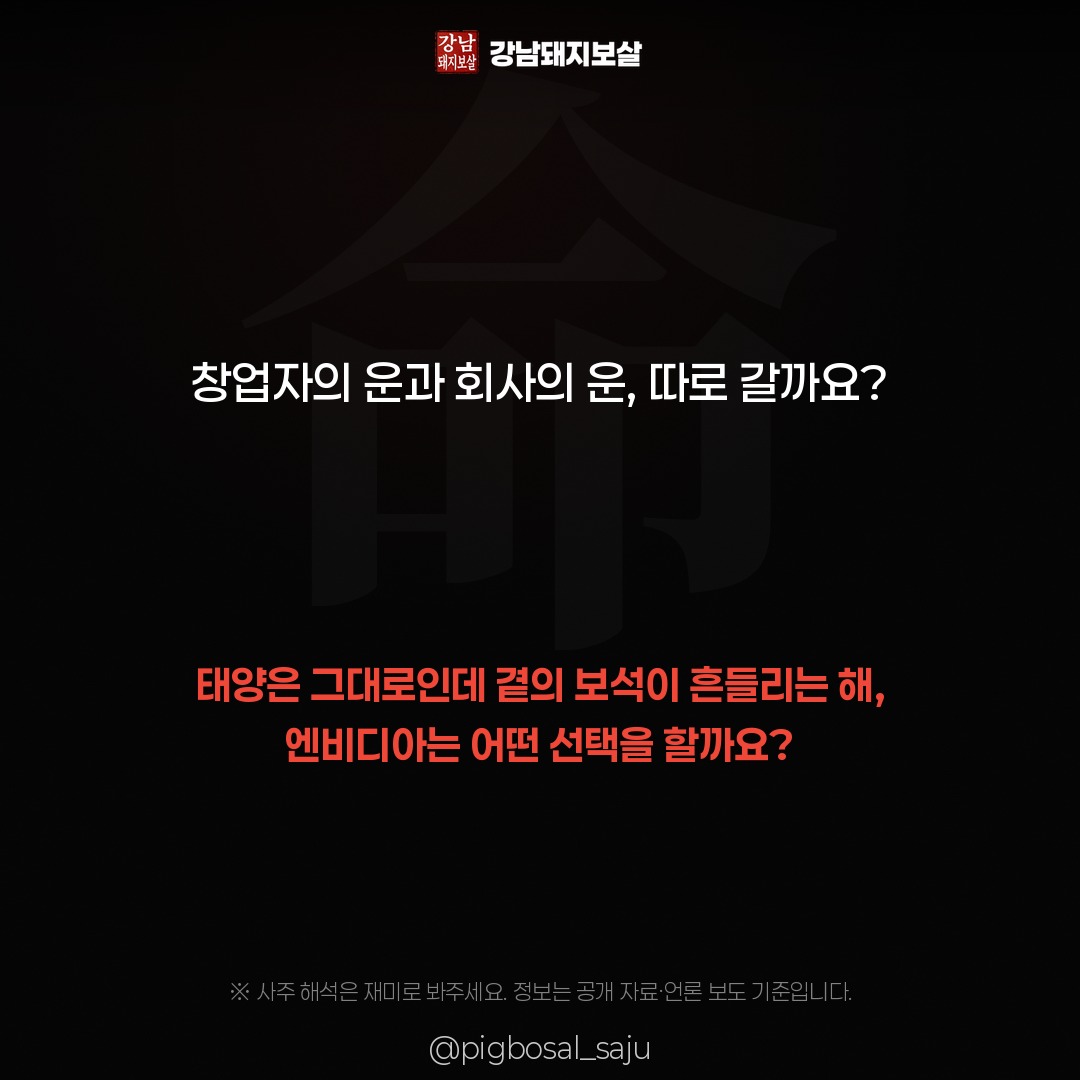 강남
돼지보살
강남돼지보살
命
창업자의 운과 회사의 운, 따로 갈까요?
태양은 그대로인데 곁의 보석이 흔들리는 해,
엔비디아는 어떤 선택을 할까요?
※ 사주 해석은 재미로 봐주세요. 정보는 공개 자료·언론 보도 기준입니다.
@pigbosal_saju